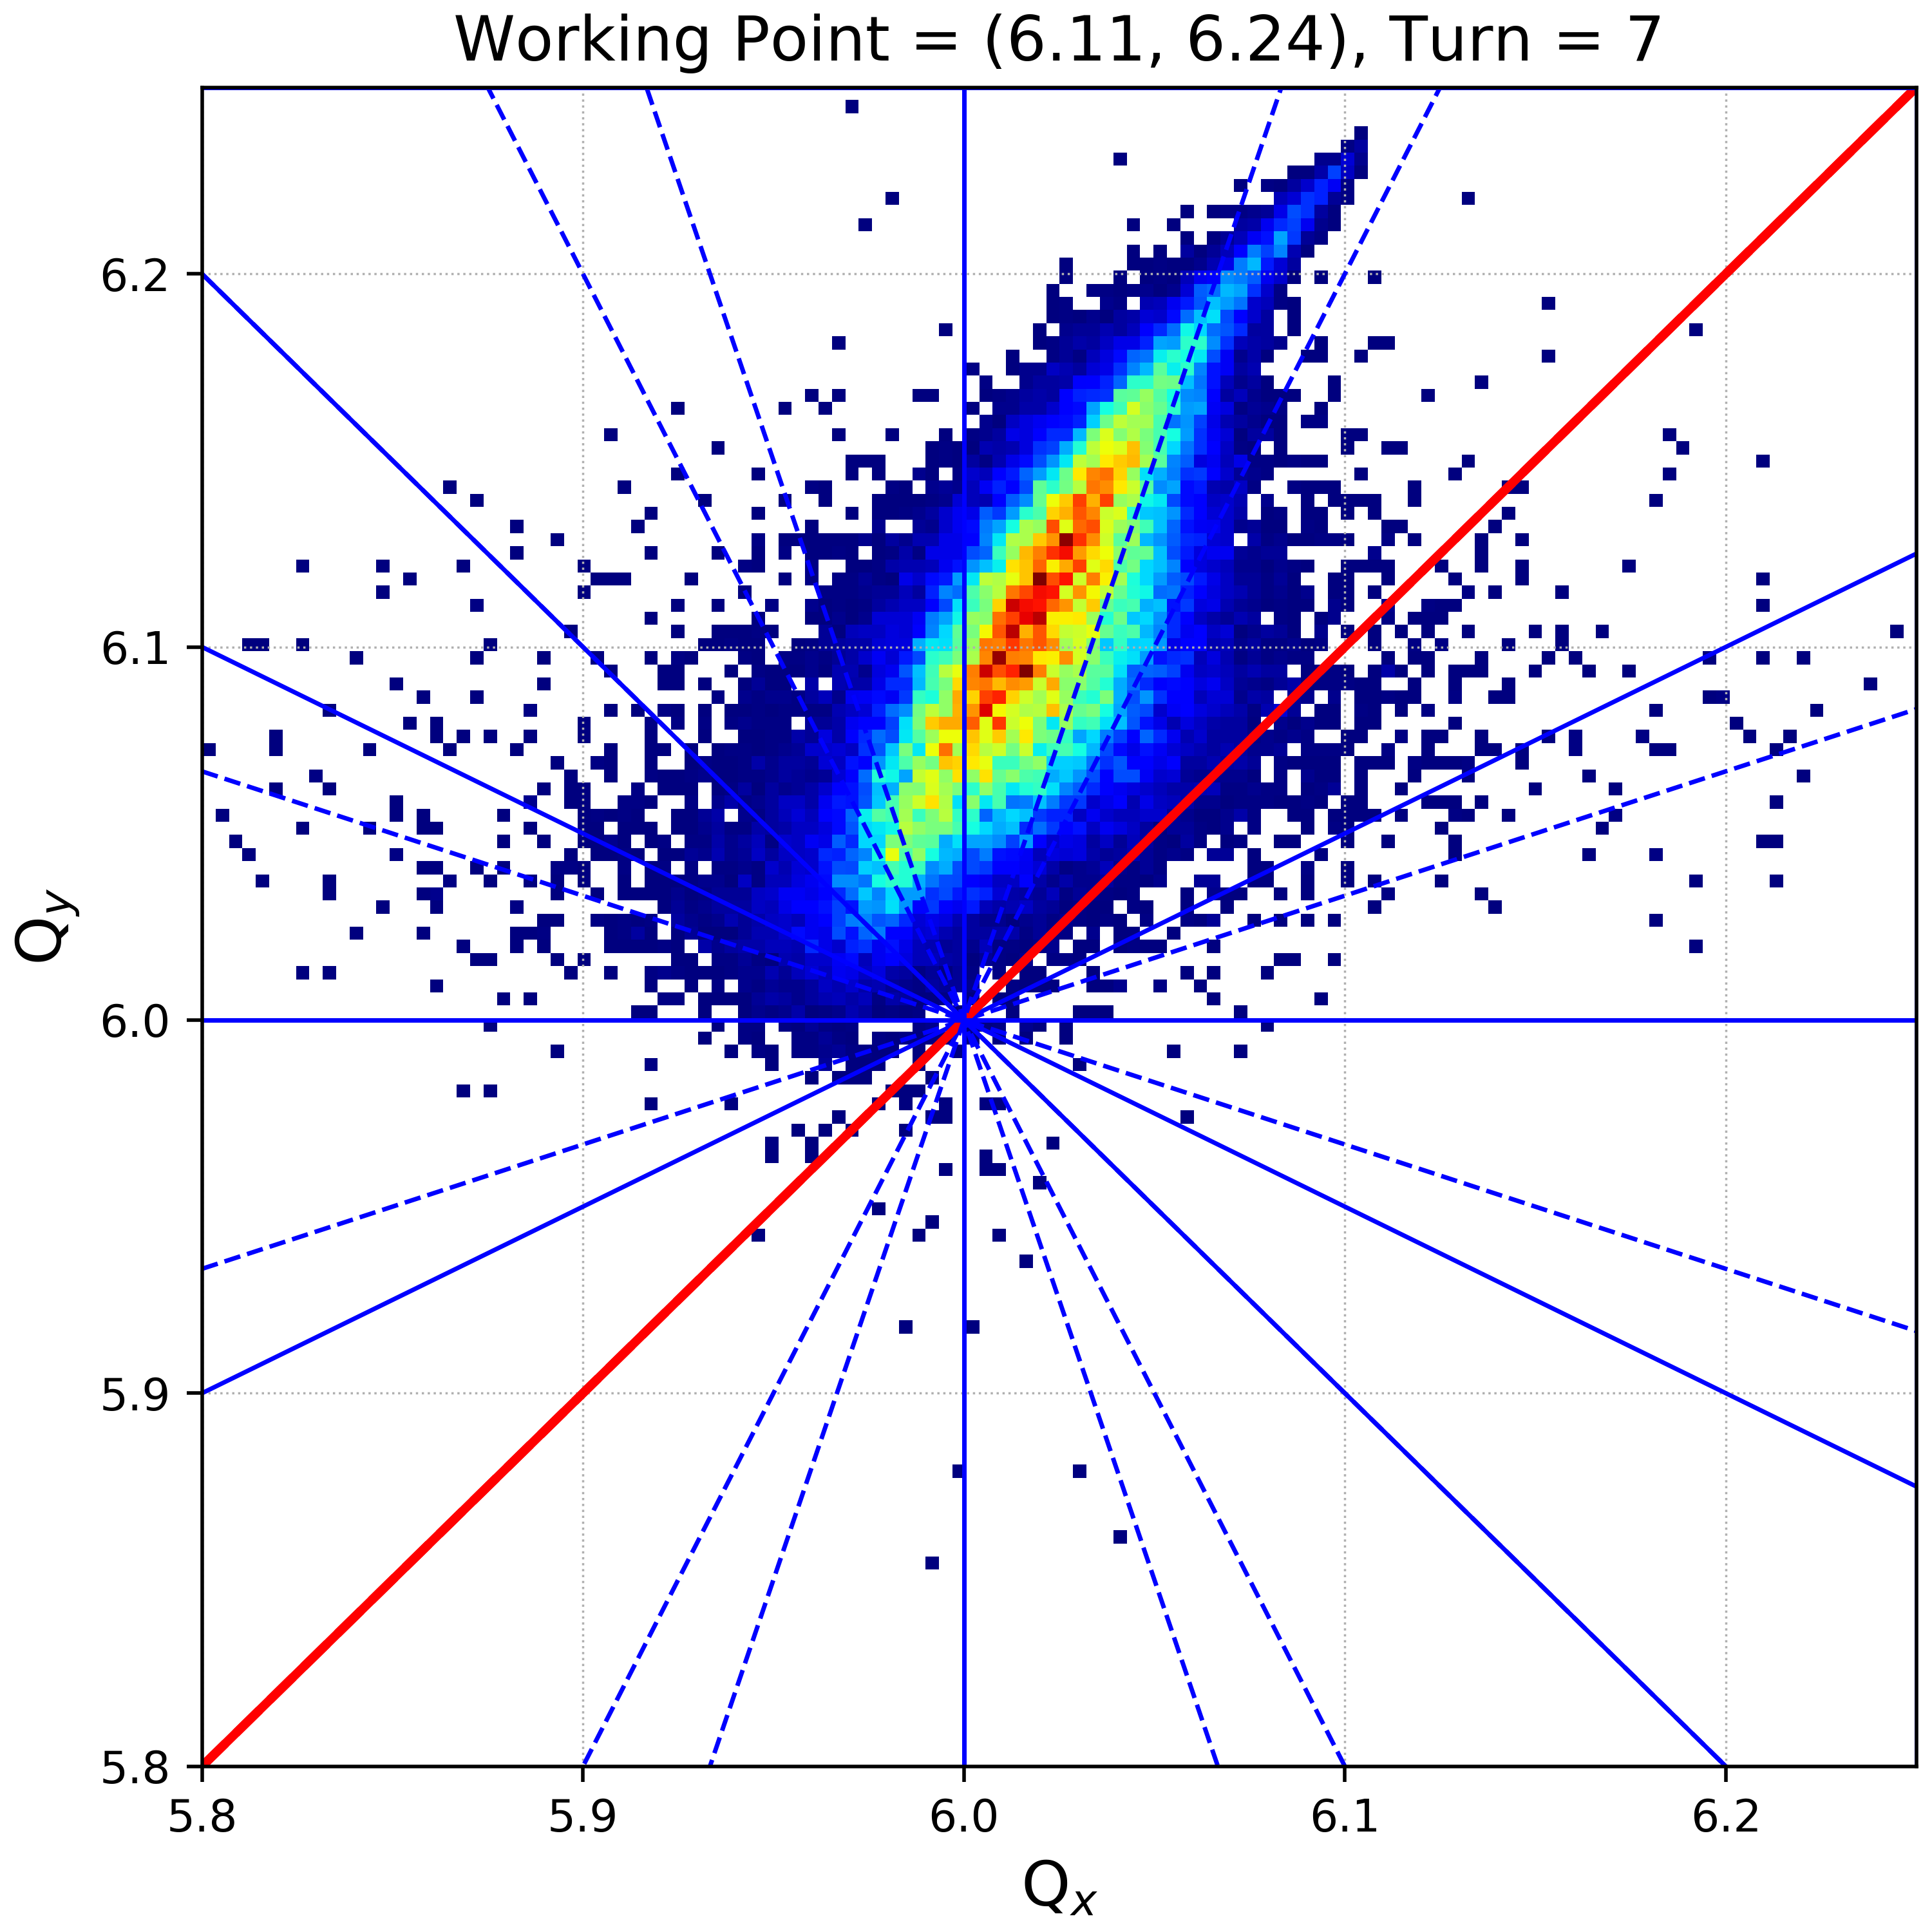 Working Point = (6.11, 6.24), Turn = 7
6.2
6.1
6.0
5.9
5.8
Qy
5.8 5.9 6.0 6.1 6.2
Qx